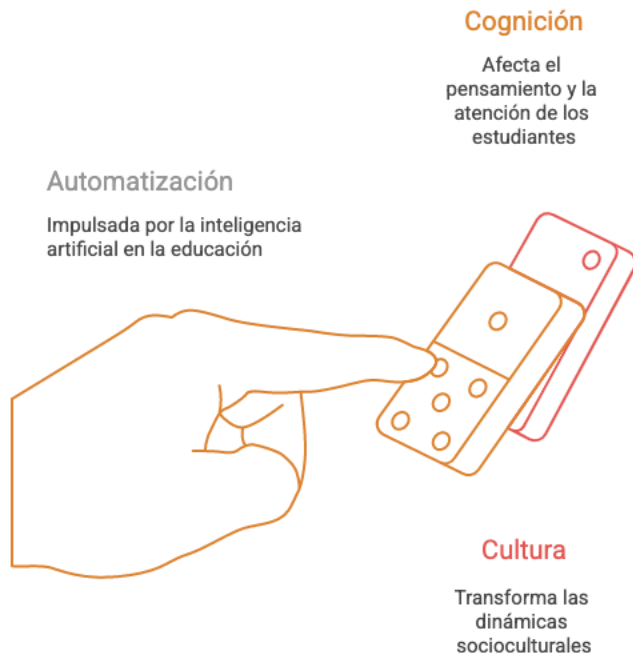 Cognición
Afecta el
pensamiento y la
atención de los
estudiantes
Automatización
Impulsada por la inteligencia
artificial en la educación
Cultura
Transforma las
dinámicas
socioculturales